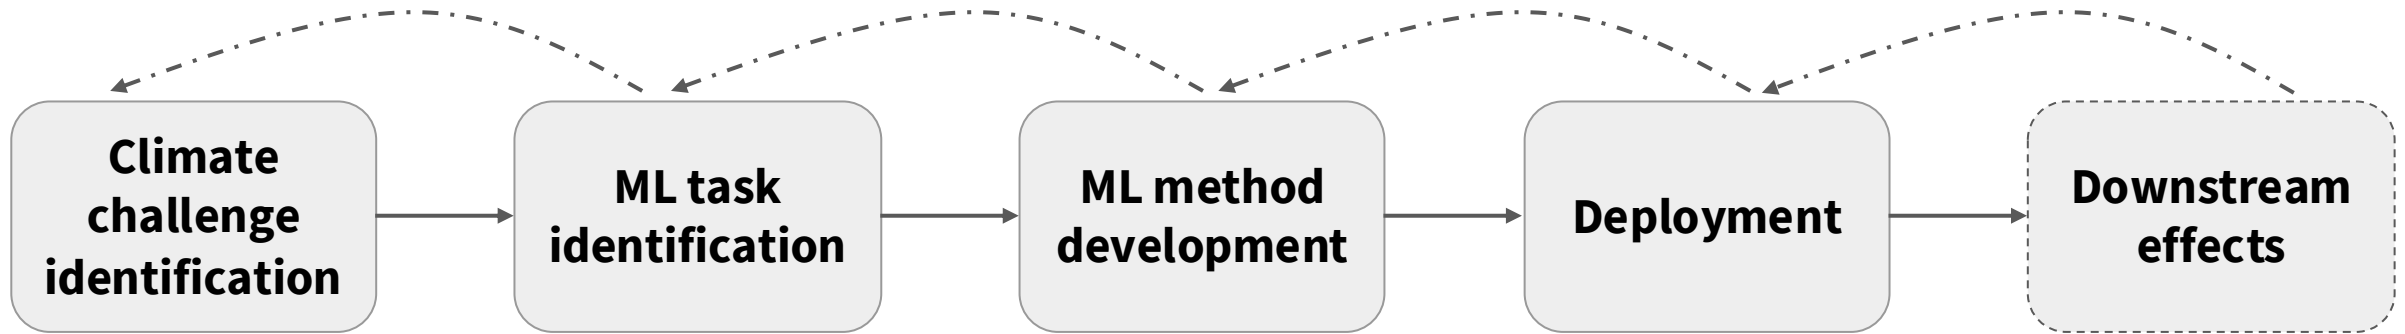 Climate
challenge
identification
ML task
identification
ML method
development
Deployment
Downstream
effects